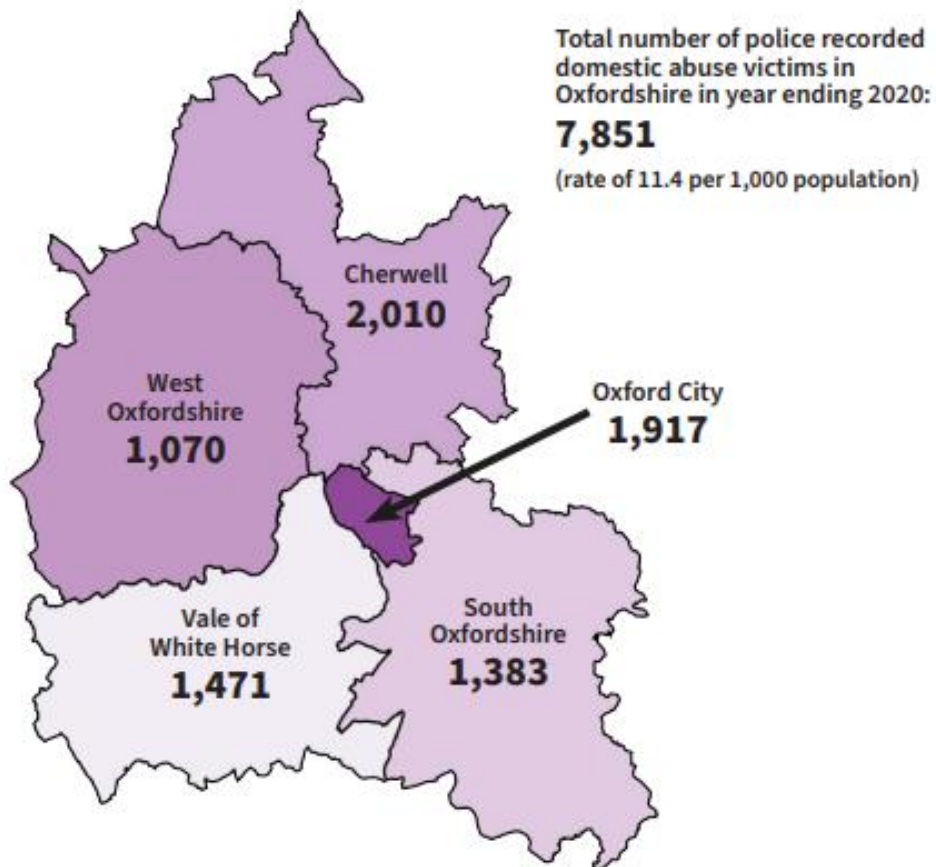 Total number of police recorded
domestic abuse victims in
Oxfordshire in year ending 2020:
7,851
(rate of 11.4 per 1,000 population)
Cherwell
2,010
West
Oxfordshire
1,070
Oxford City
1,917
Vale of
White Horse
1,471
South
Oxfordshire
1,383